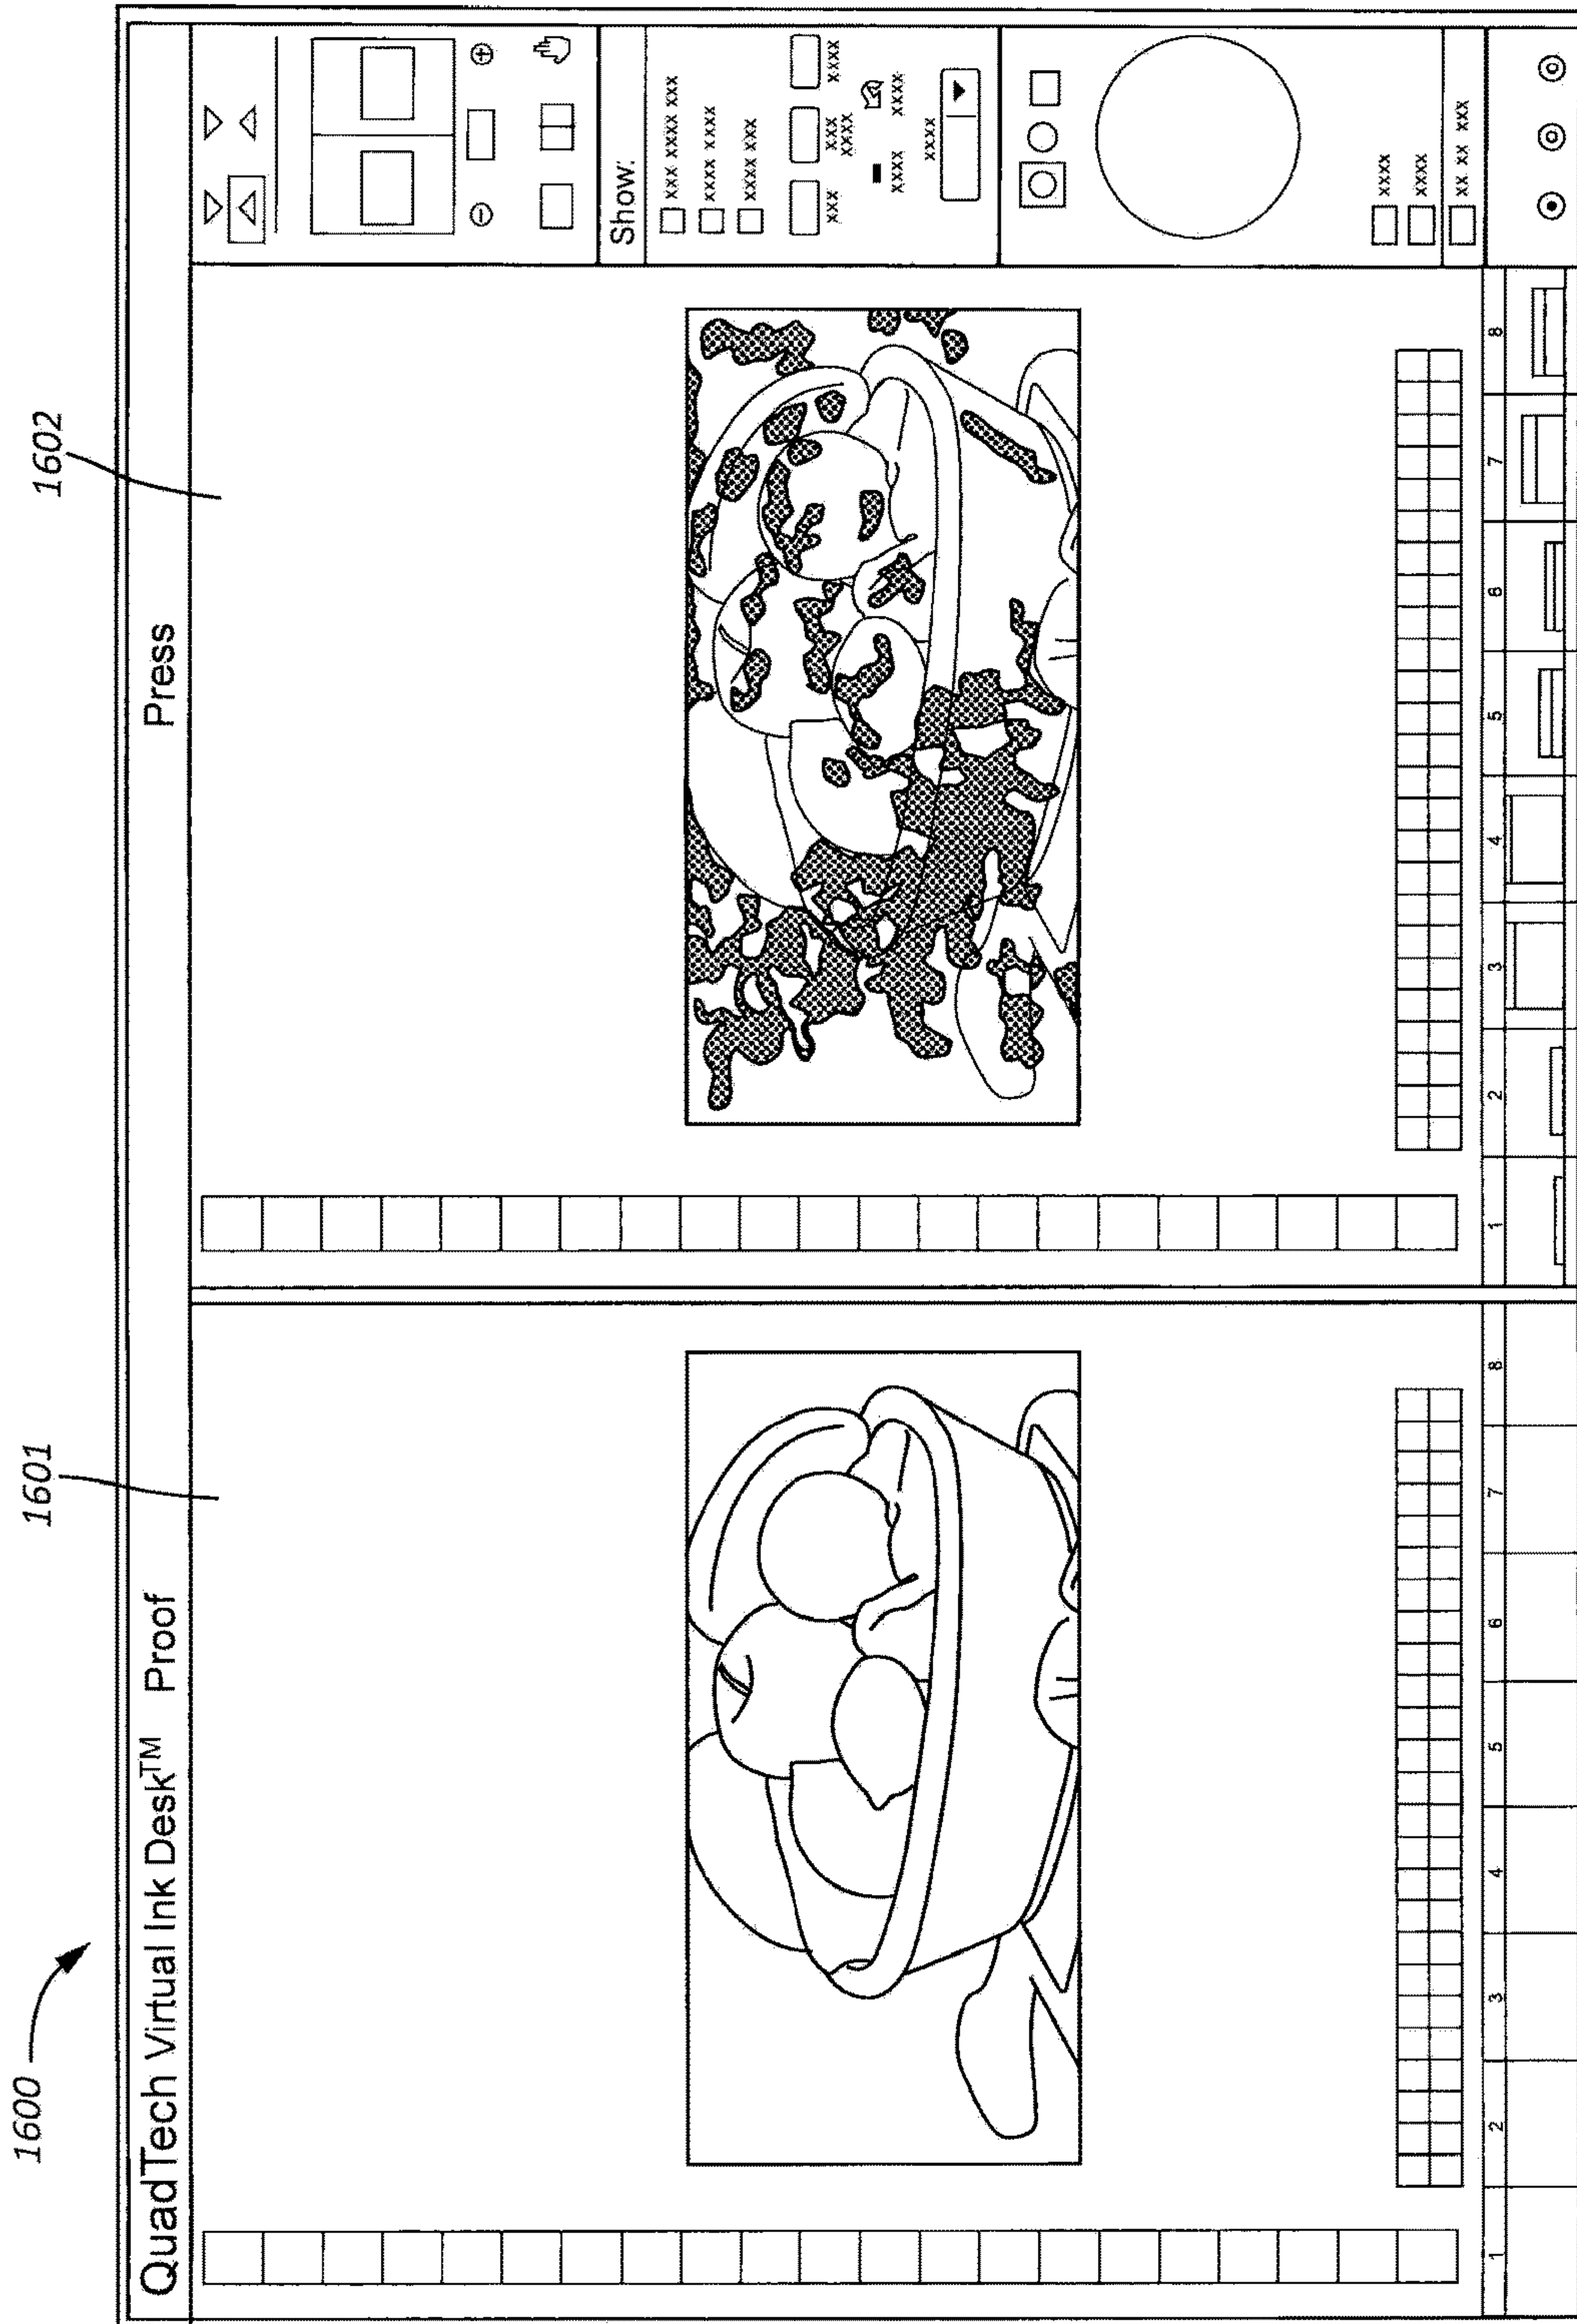 1600
1601
1602
QuadTech Virtual Ink Desk™ Proof
Press
Show:
xxx xxxx xxx
xxxx xxxx
xxxx xxx
xxx
xxx
xxxx
xxxx
xxxx
xxxx
xxxx
xxxx
xxxx
xx xx xxx
1 2 3 4 5 6 7 8
1 2 3 4 5 6 7 8